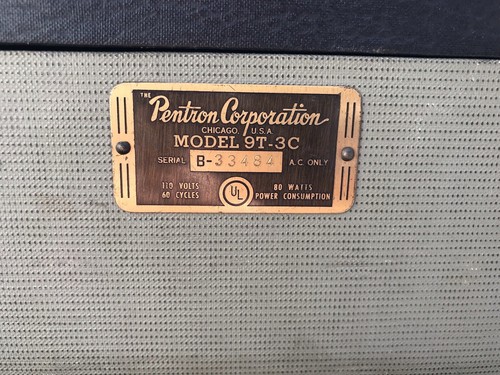 THE
Pentron Corporation
CHICAGO, U.S.A.
MODEL 9T-3C
SERIAL B-33484 A.C. ONLY
110 VOLTS 80 WATTS
60 CYCLES UL POWER CONSUMPTION